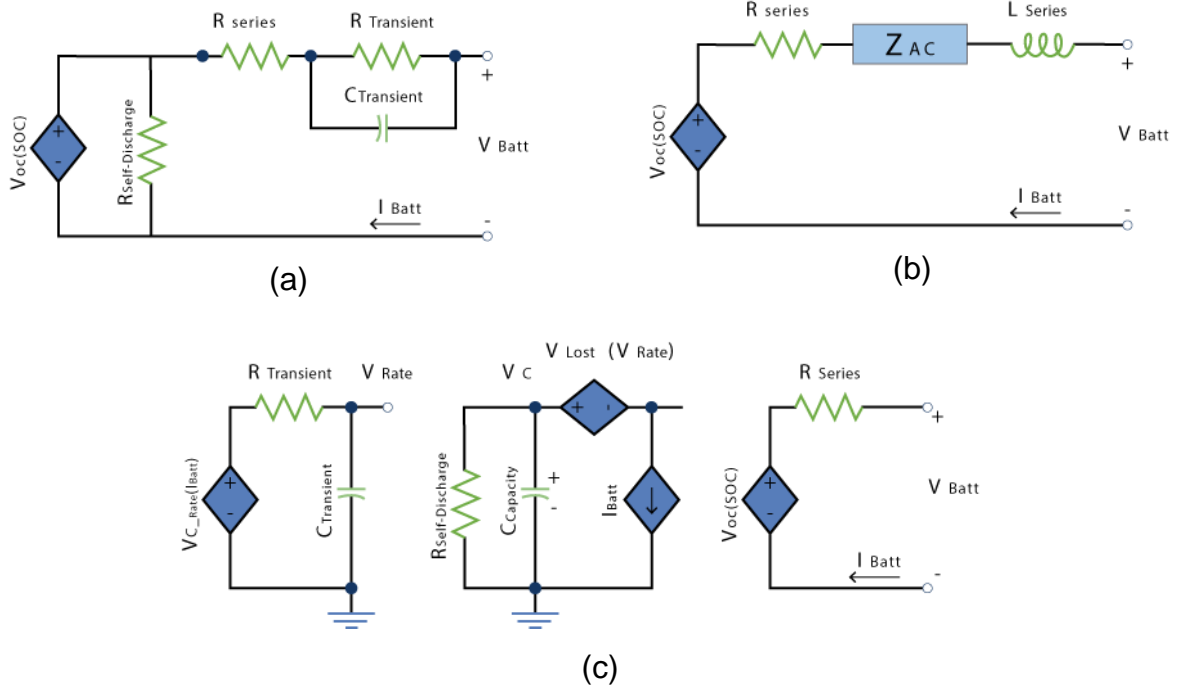 R series
R Transient
C Transient
+
-
Voc(SOC)
RSelf-Discharge
+
V Batt
I Batt
-
(a)
R series
Z AC
L Series
+
-
Voc(SOC)
+
V Batt
I Batt
-
(b)
R Transient
V Rate
+
-
VC_Rate(IBatt)
CTransient
V Lost (V Rate)
V C
+ -
RSelf-Discharge
CCapacity
+
-
IBatt
R Series
+
-
Voc(SOC)
+
V Batt
I Batt
-
(c)